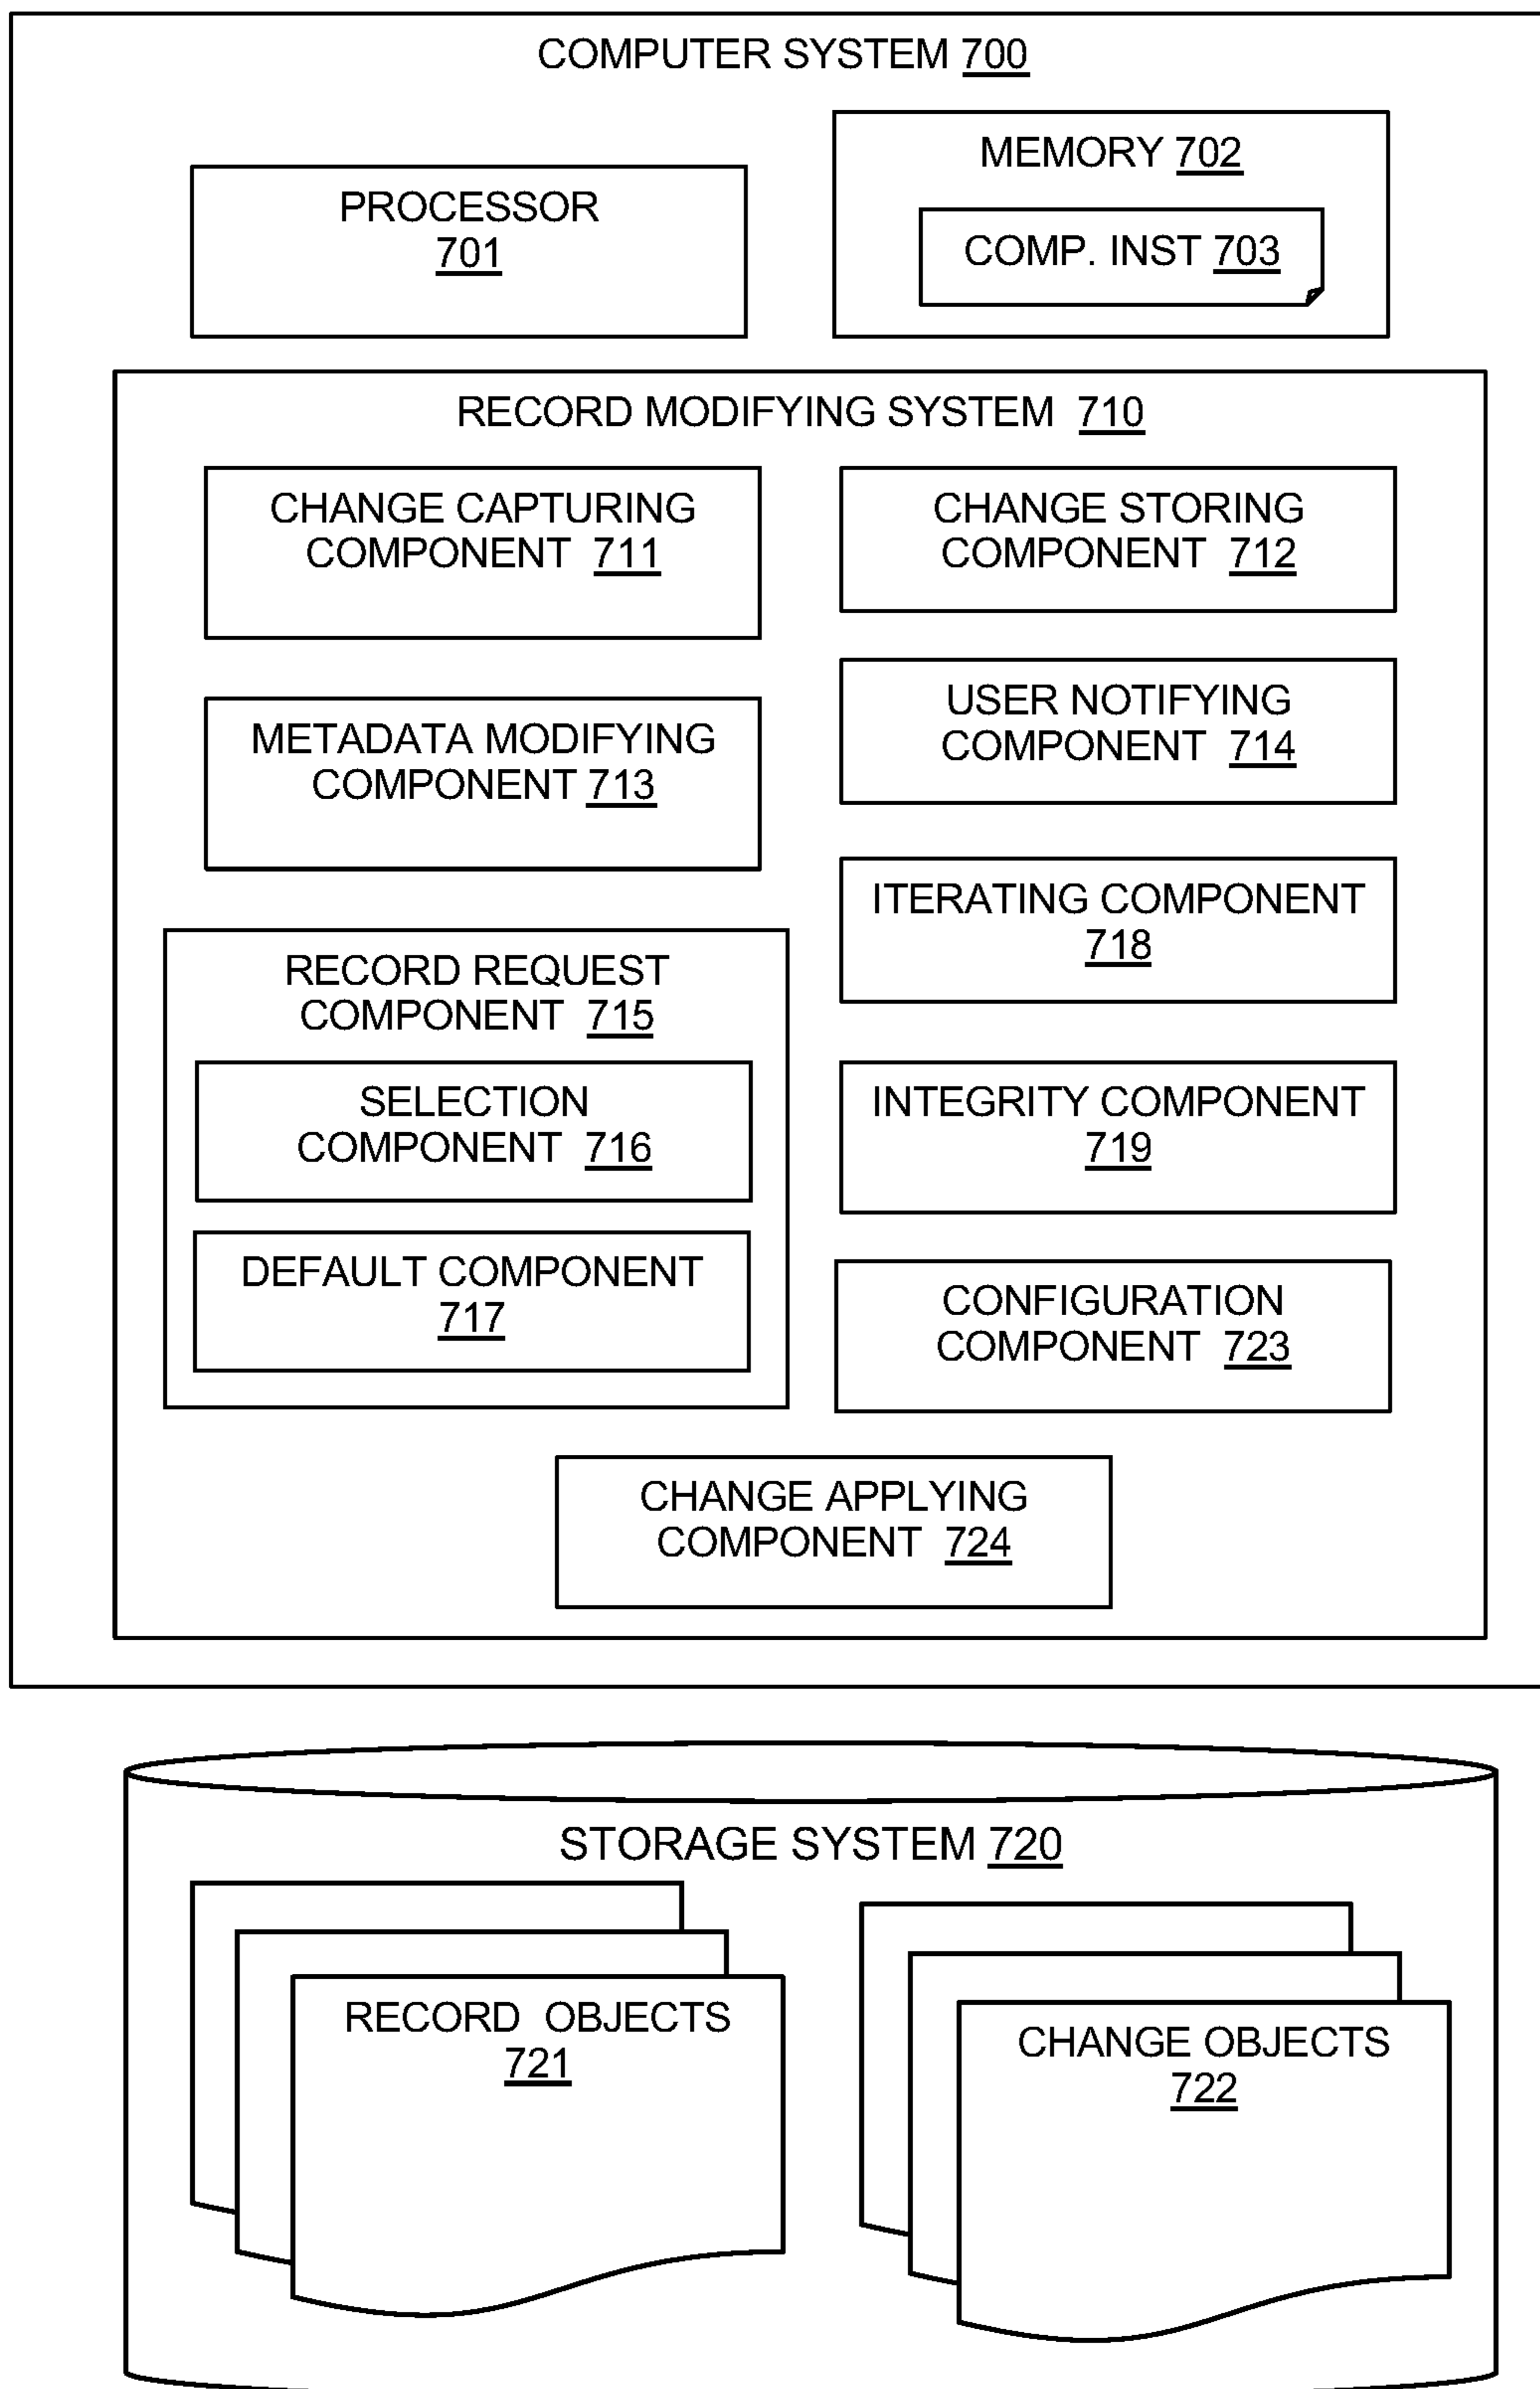 COMPUTER SYSTEM 700
PROCESSOR
701
MEMORY 702
COMP. INST 703
RECORD MODIFYING SYSTEM 710
CHANGE CAPTURING
COMPONENT 711
CHANGE STORING
COMPONENT 712
METADATA MODIFYING
COMPONENT 713
USER NOTIFYING
COMPONENT 714
RECORD REQUEST
COMPONENT 715
SELECTION
COMPONENT 716
DEFAULT COMPONENT
717
ITERATING COMPONENT
718
INTEGRITY COMPONENT
719
CONFIGURATION
COMPONENT 723
CHANGE APPLYING
COMPONENT 724
STORAGE SYSTEM 720
RECORD OBJECTS
721
CHANGE OBJECTS
722